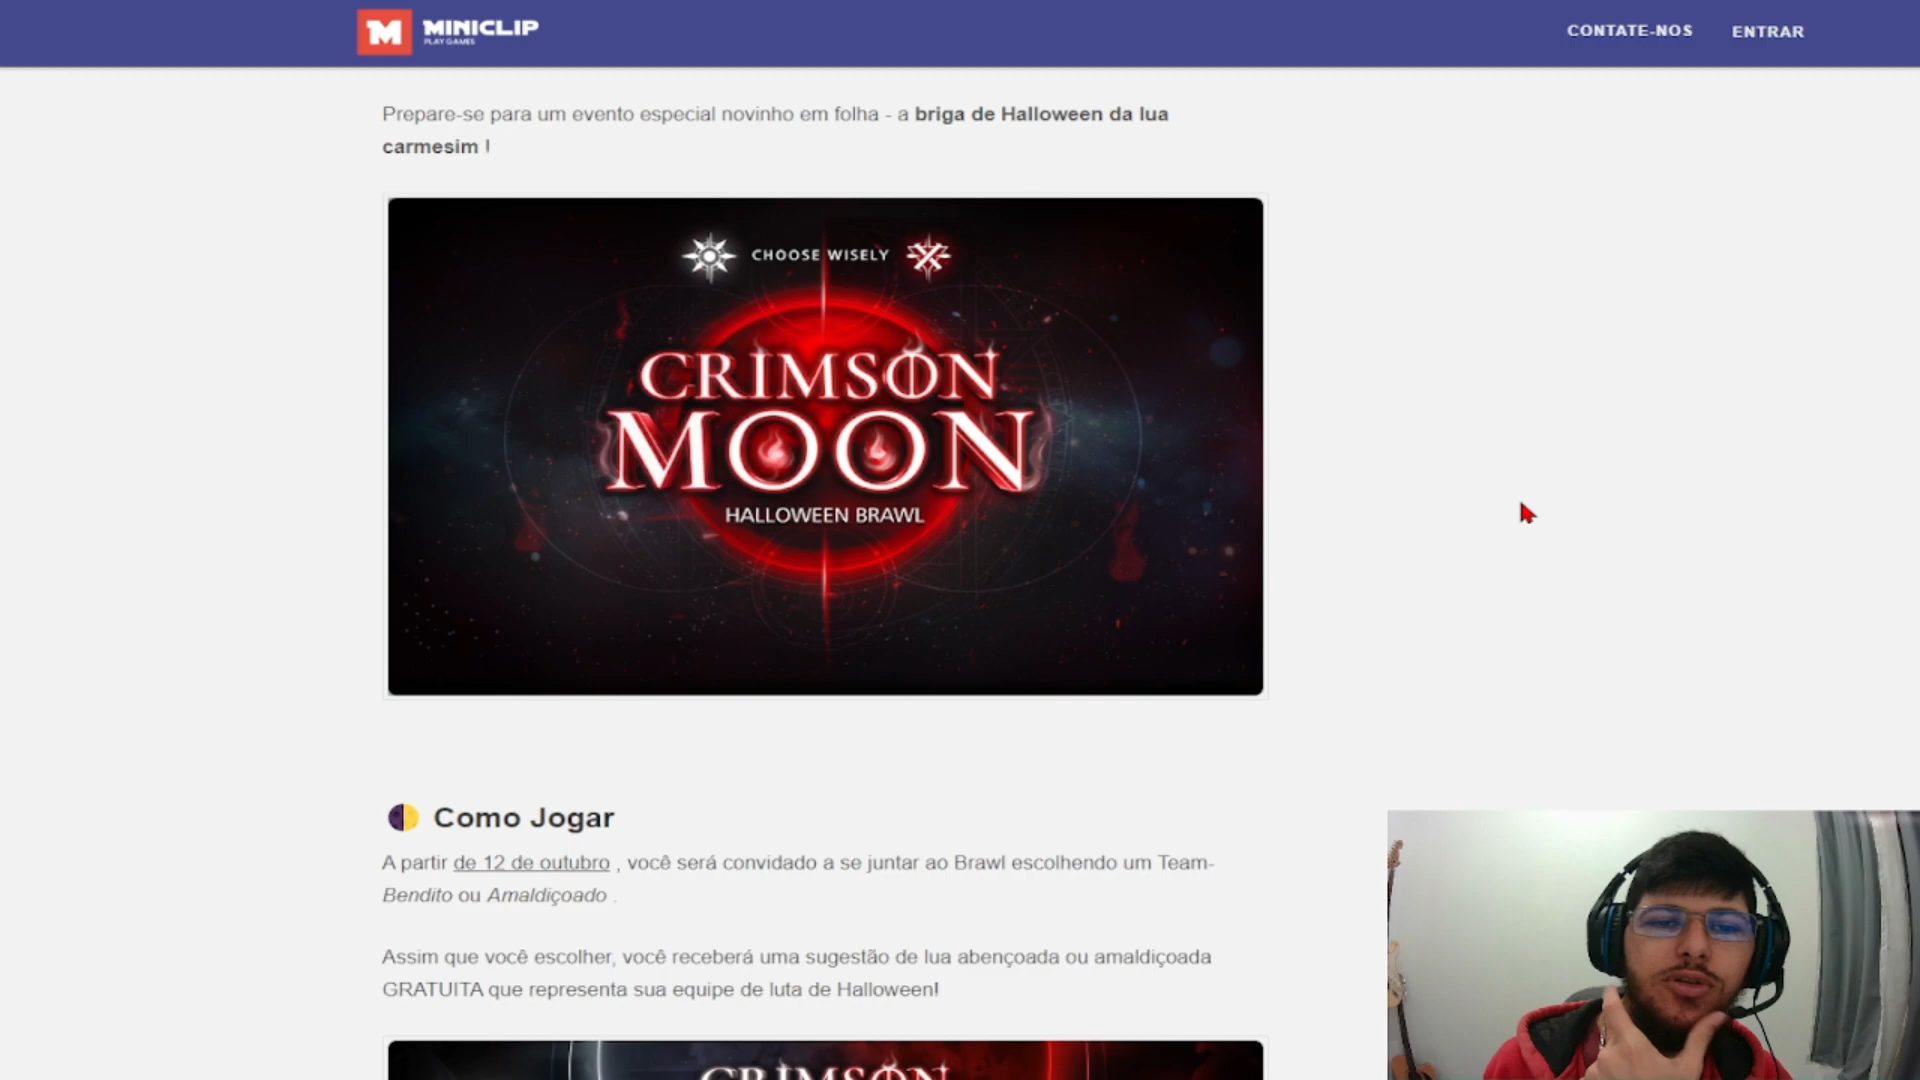 MINICLIP
PLAY GAMES
CONTATE-NOS
ENTRAR
Prepare-se para um evento especial novinho em folha - a briga de Halloween da lua
carmesim !
CHOOSE WISELY
CRIMSON
MOON
HALLOWEEN BRAWL
Como Jogar
A partir de 12 de outubro , você será convidado a se juntar ao Brawl escolhendo um Team-
Bendito ou Amaldiçoado .
Assim que você escolher, você receberá uma sugestão de lua abençoada ou amaldiçoada
GRATUITA que representa sua equipe de luta de Halloween!
CRIMSON